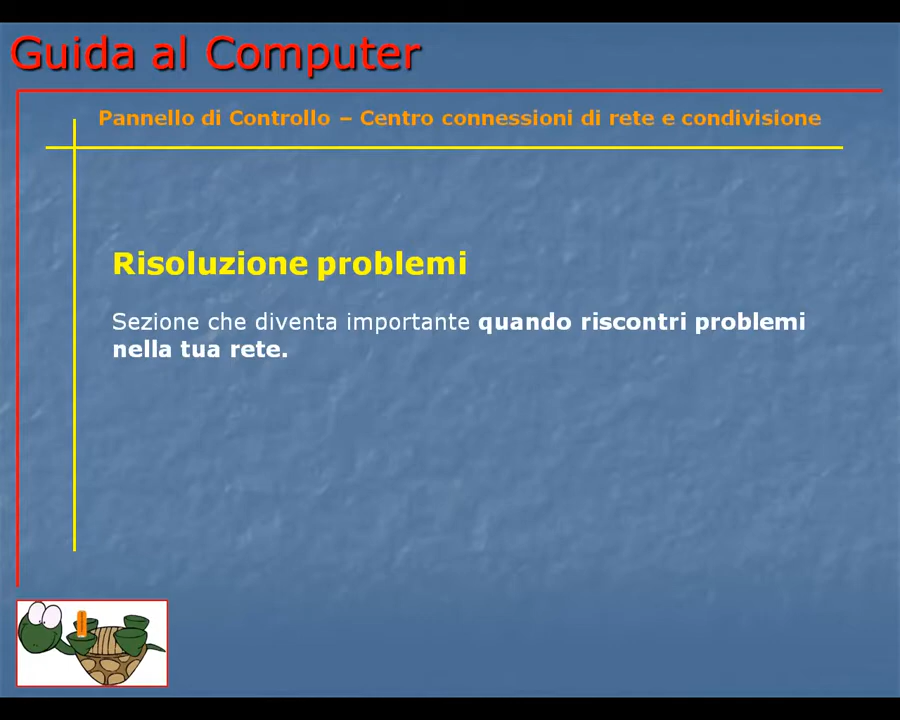 Guida al Computer
Pannello di Controllo – Centro connessioni di rete e condivisione
Risoluzione problemi
Sezione che diventa importante quando riscontri problemi
nella tua rete.